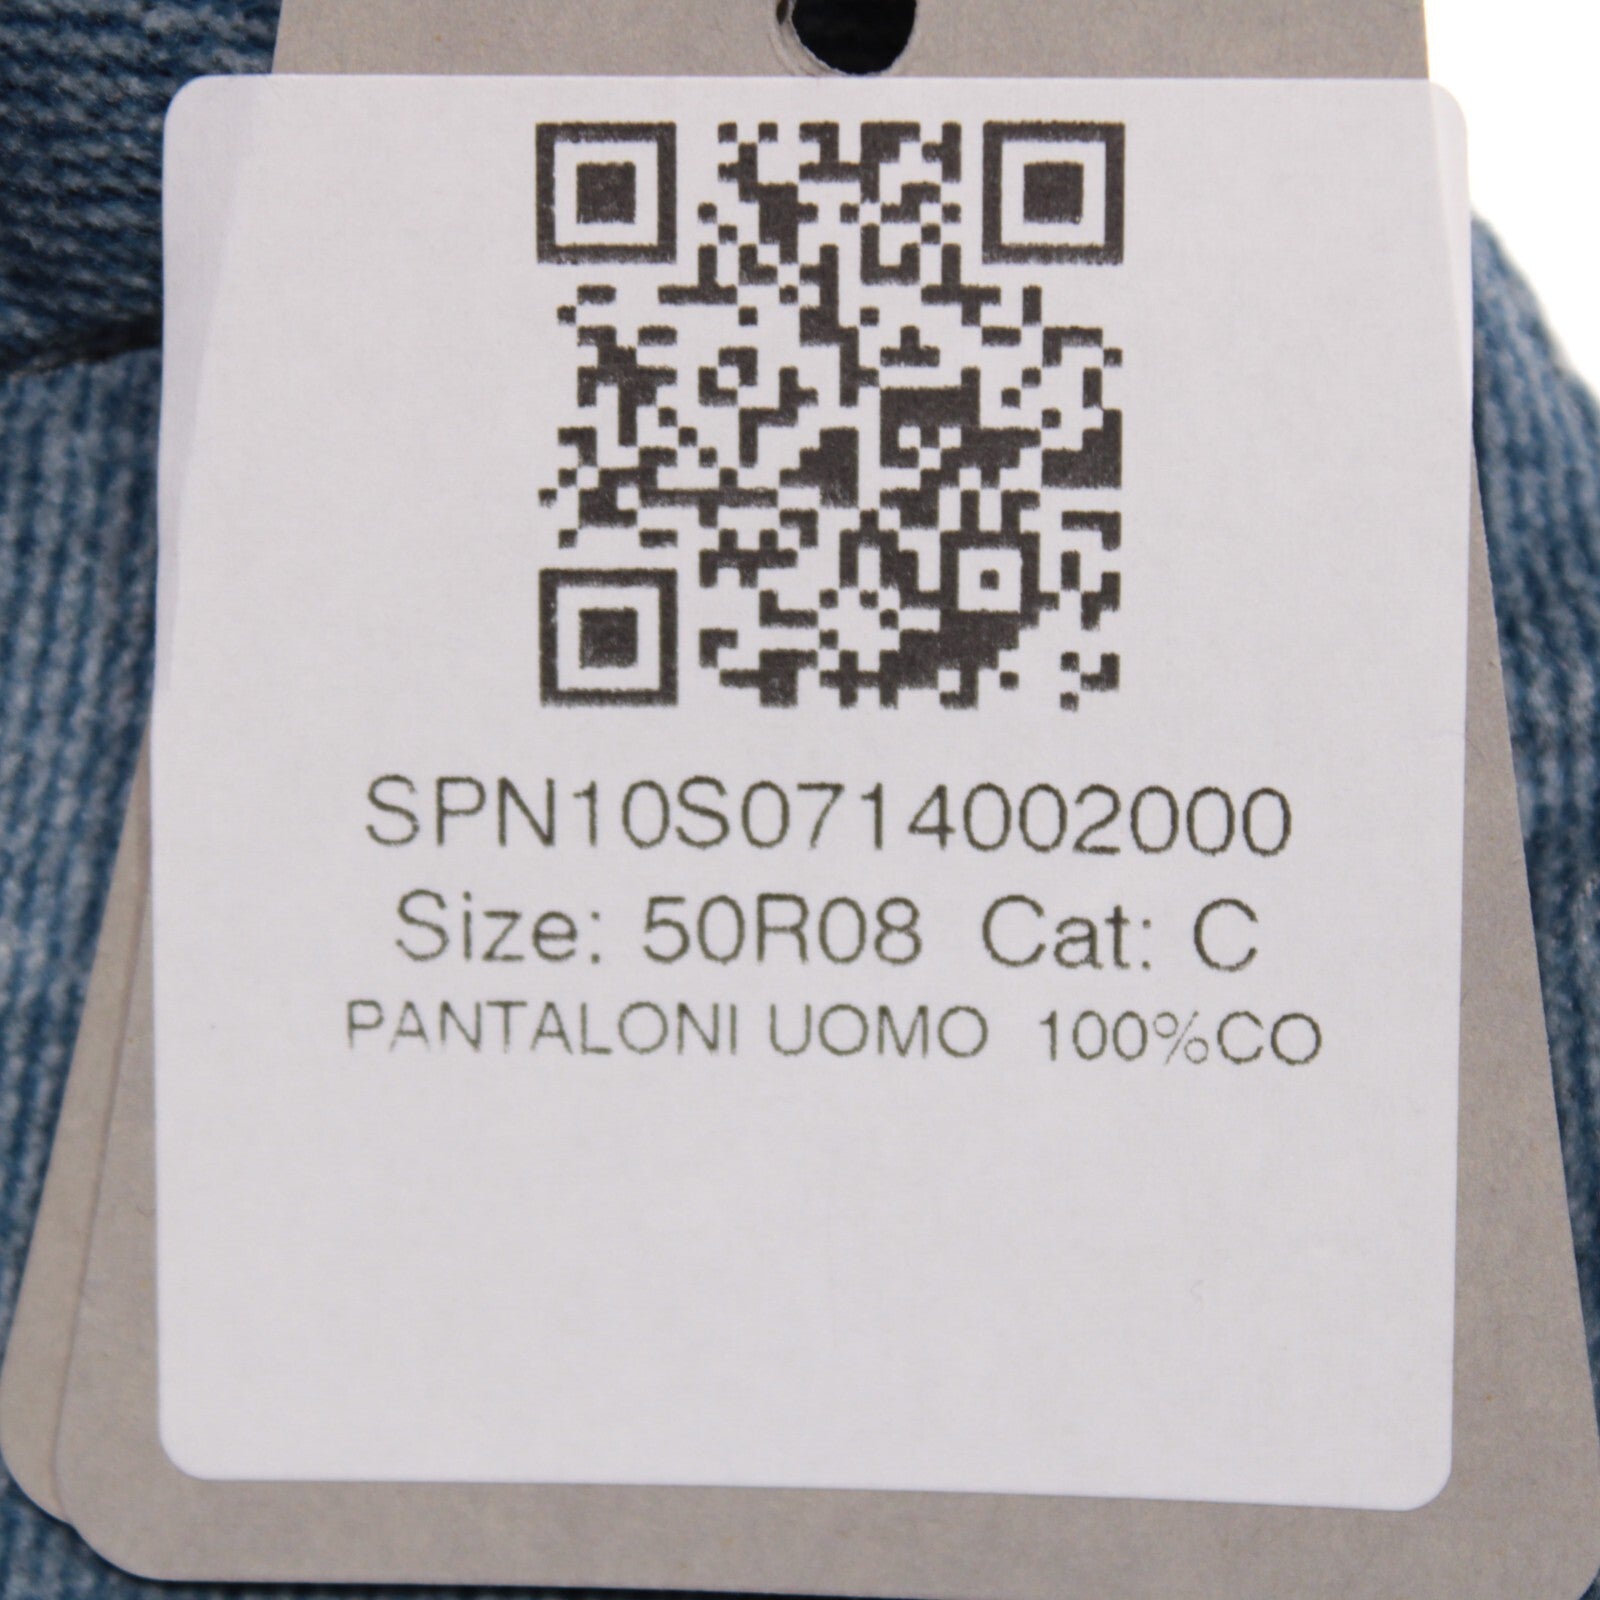 SPN10S0714002000
Size: 50R08 Cat: C
PANTALONI UOMO 100%CO